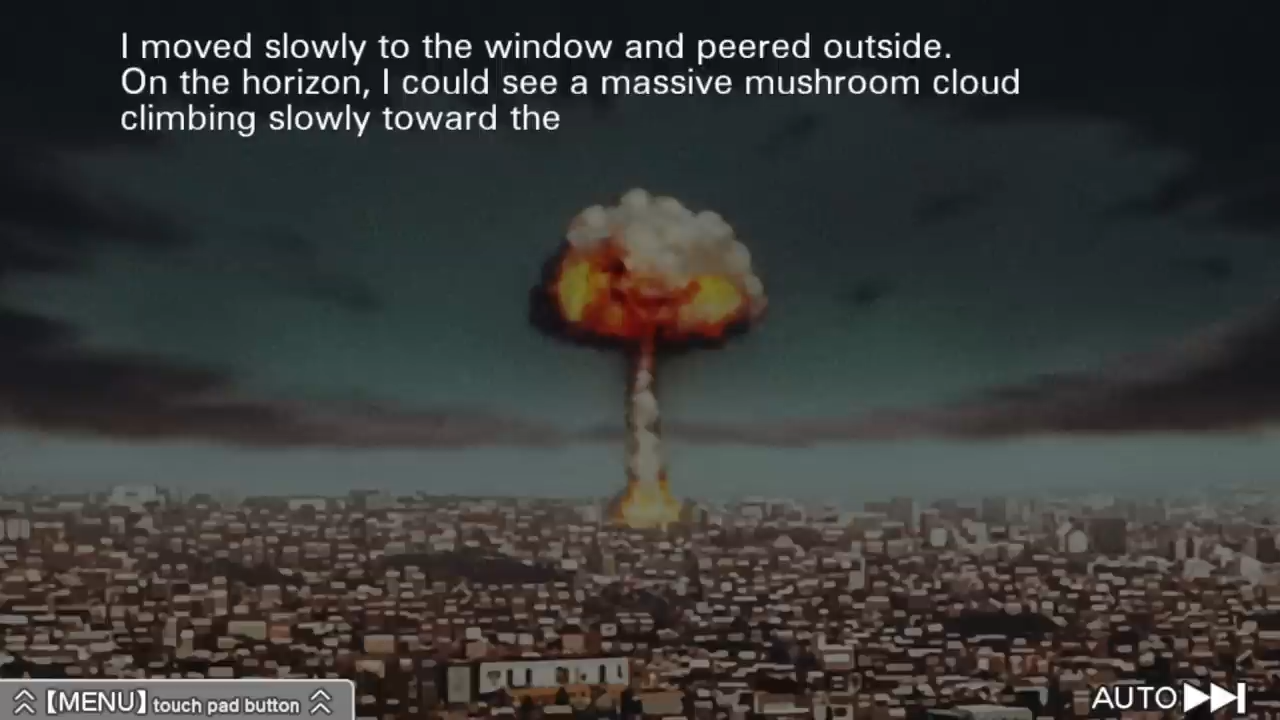 I moved slowly to the window and peered outside.
On the horizon, I could see a massive mushroom cloud
climbing slowly toward the
【MENU】touch pad button
AUTO